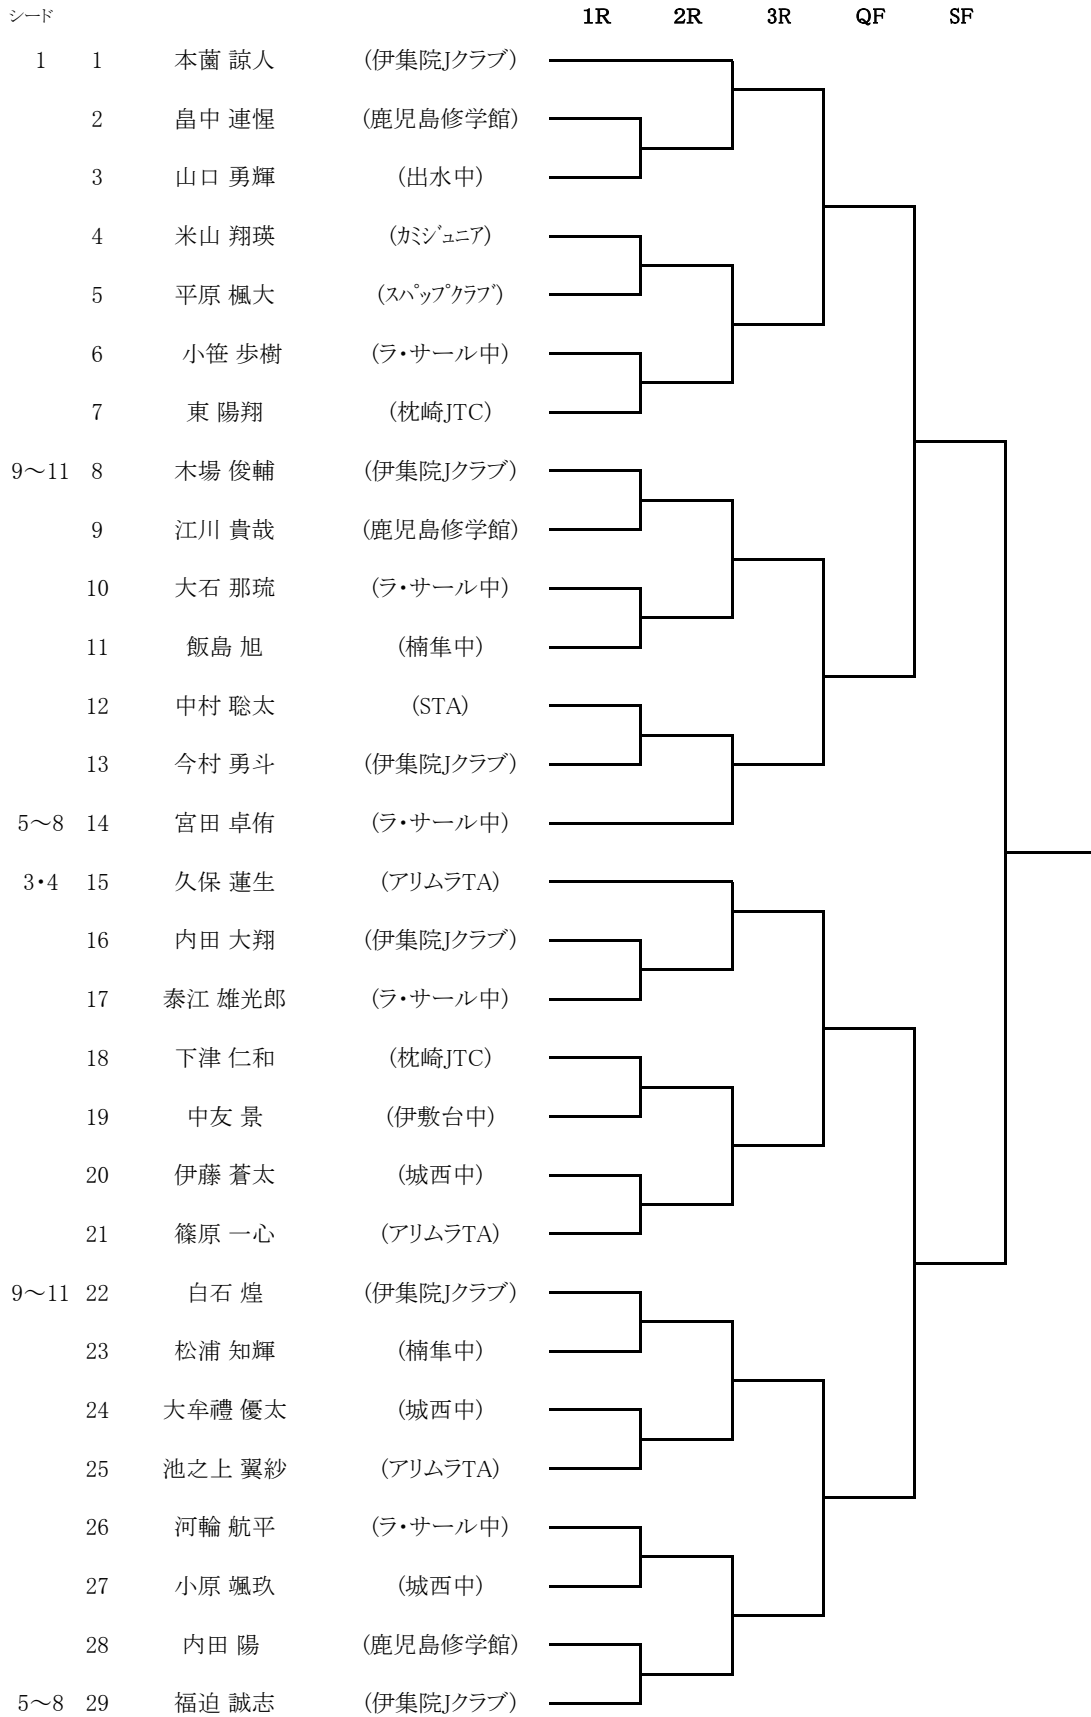 シード 1R 2R 3R QF SF
1 1 本薗 諒人 (伊集院Jクラブ)
2 畠中 連惺 (鹿児島修学館)
3 山口 勇輝 (出水中)
4 米山 翔瑛 (ｶﾐｼﾞｭﾆｱ)
5 平原 楓大 (ｽﾊﾟｯﾌﾟｸﾗﾌﾞ)
6 小笹 歩樹 (ラ・サール中)
7 東 陽翔 (枕崎JTC)
9～11 8 木場 俊輔 (伊集院Jクラブ)
9 江川 貴哉 (鹿児島修学館)
10 大石 那琉 (ラ・サール中)
11 飯島 旭 (楠隼中)
12 中村 聡太 (STA)
13 今村 勇斗 (伊集院Jクラブ)
5～8 14 宮田 卓侑 (ラ・サール中)
3・4 15 久保 蓮生 (アリムラTA)
16 内田 大翔 (伊集院Jクラブ)
17 泰江 雄光郎 (ラ・サール中)
18 下津 仁和 (枕崎JTC)
19 中友 景 (伊敷台中)
20 伊藤 蒼太 (城西中)
21 篠原 一心 (アリムラTA)
9～11 22 白石 煌 (伊集院Jクラブ)
23 松浦 知輝 (楠隼中)
24 大牟禮 優太 (城西中)
25 池之上 翼紗 (アリムラTA)
26 河輪 航平 (ラ・サール中)
27 小原 颯玖 (城西中)
28 内田 陽 (鹿児島修学館)
5～8 29 福迫 誠志 (伊集院Jクラブ)